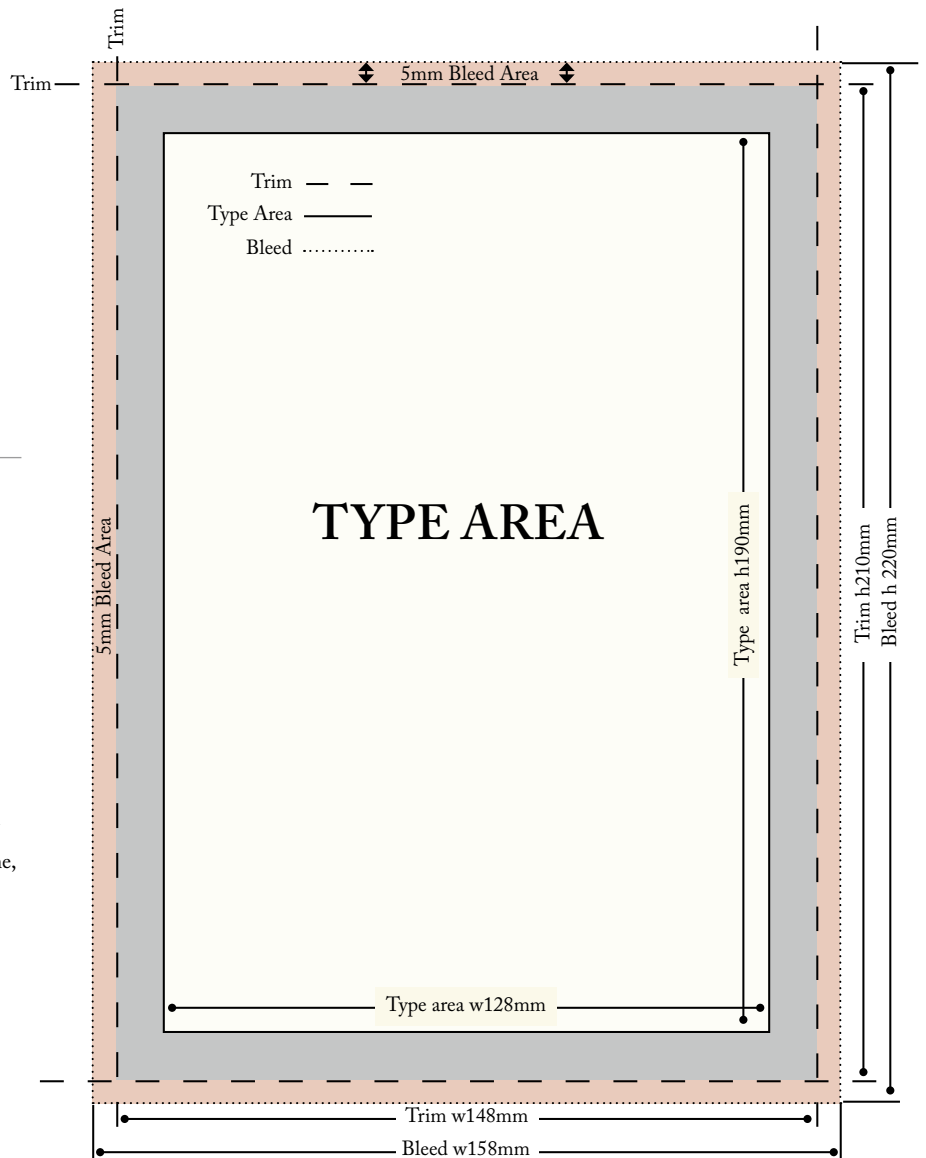 Trim
5mm Bleed Area
Trim
Trim
Type Area
Bleed
TYPE AREA
5mm Bleed Area
Type area h190mm
Trim h210mm
Bleed h 220mm
Type area w128mm
Trim w148mm
Bleed w158mm